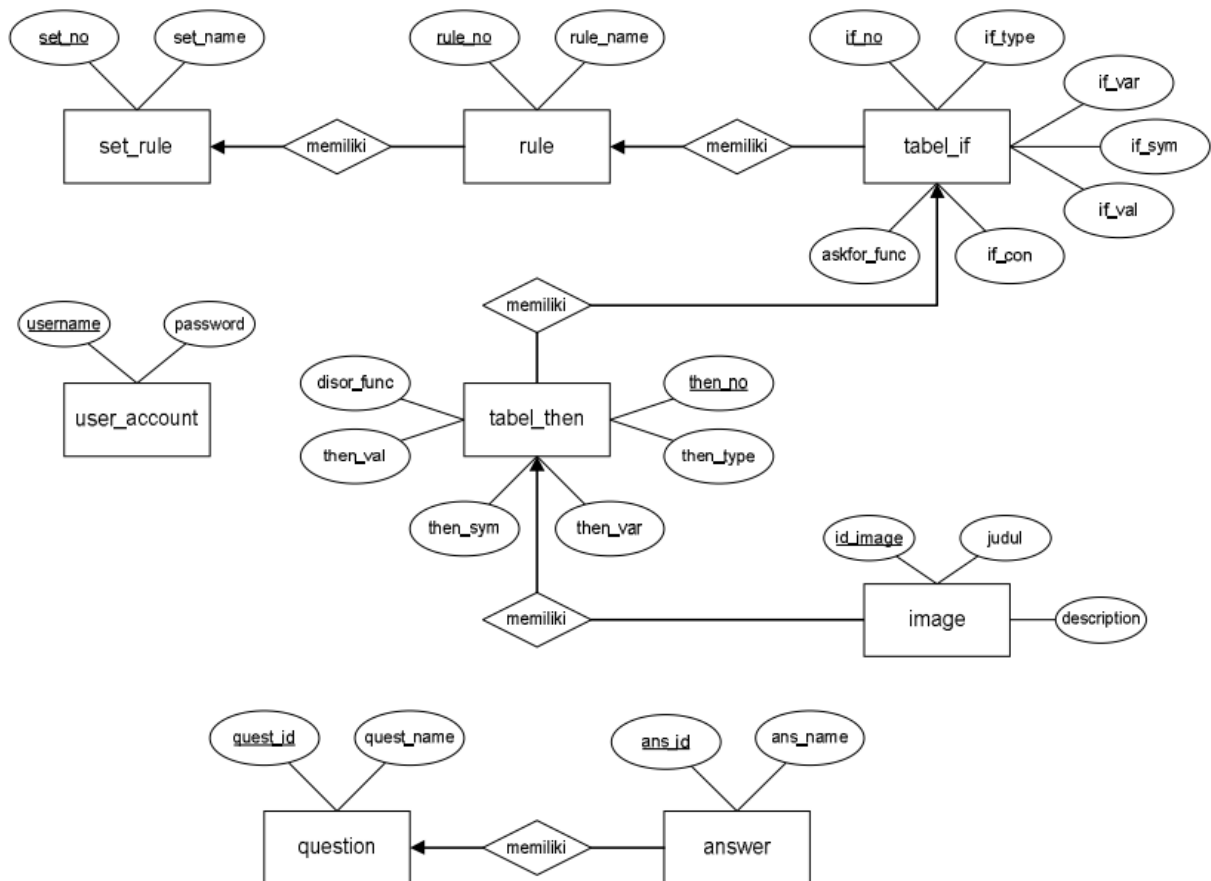 set_no
set_name
rule_no
rule_name
if_no
if_type
if_var
set_rule
memiliki
rule
memiliki
tabel_if
if_sym
if_val
askfor_func
if_con
memiliki
username
password
user_account
disor_func
then_no
tabel_then
then_val
then_type
then_sym
then_var
id_image
judul
memiliki
image
description
quest_id
quest_name
ans_id
ans_name
question
memiliki
answer